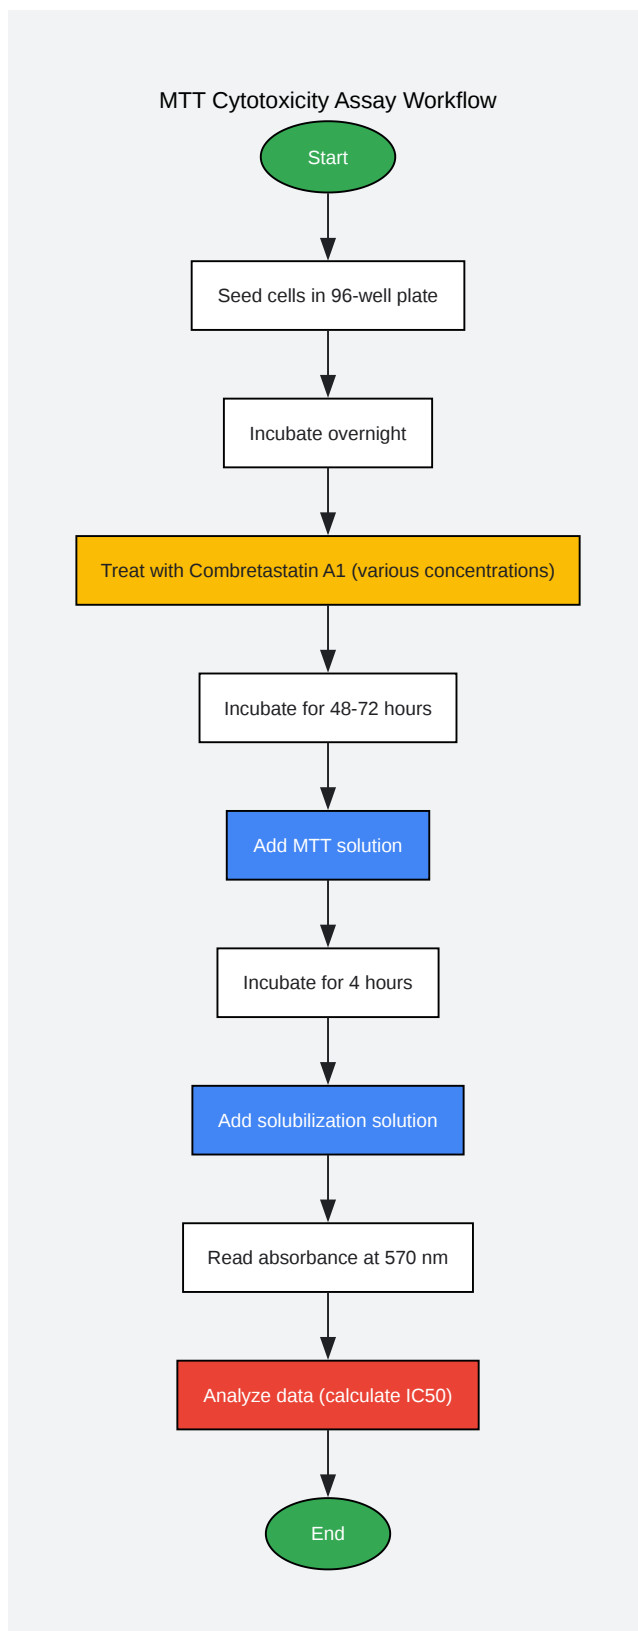 MTT Cytotoxicity Assay Workflow
Start
Seed cells in 96-well plate
Incubate overnight
Treat with Combretastatin A1 (various concentrations)
Incubate for 48-72 hours
Add MTT solution
Incubate for 4 hours
Add solubilization solution
Read absorbance at 570 nm
Analyze data (calculate IC50)
End